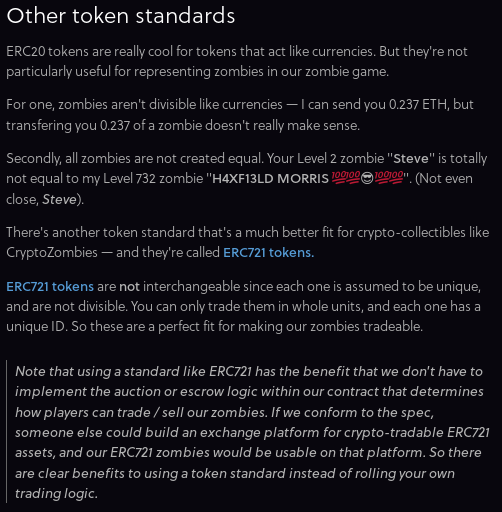 Other token standards
ERC20 tokens are really cool for tokens that act like currencies. But they're not
particularly useful for representing zombies in our zombie game.
For one, zombies aren't divisible like currencies — I can send you 0.237 ETH, but
transfering you 0.237 of a zombie doesn't really make sense.
Secondly, all zombies are not created equal. Your Level 2 zombie "Steve" is totally
not equal to my Level 732 zombie "H4XF13LD MORRIS 💯💯😎💯💯". (Not even
close, Steve).
There's another token standard that's a much better fit for crypto-collectibles like
CryptoZombies — and they're called ERC721 tokens.
ERC721 tokens are not interchangeable since each one is assumed to be unique,
and are not divisible. You can only trade them in whole units, and each one has a
unique ID. So these are a perfect fit for making our zombies tradeable.
Note that using a standard like ERC721 has the benefit that we don't have to
implement the auction or escrow logic within our contract that determines
how players can trade / sell our zombies. If we conform to the spec,
someone else could build an exchange platform for crypto-tradable ERC721
assets, and our ERC721 zombies would be usable on that platform. So there
are clear benefits to using a token standard instead of rolling your own
trading logic.